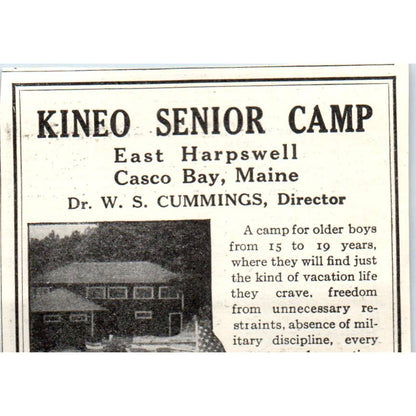 KINEO SENIOR CAMP
East Harpswell
Casco Bay, Maine
Dr. W. S. CUMMINGS, Director
A camp for older boys
from 15 to 19 years,
where they will find just
the kind of vacation life
they crave, freedom
from unnecessary re-
straints, absence of mil-
itary discipline, every